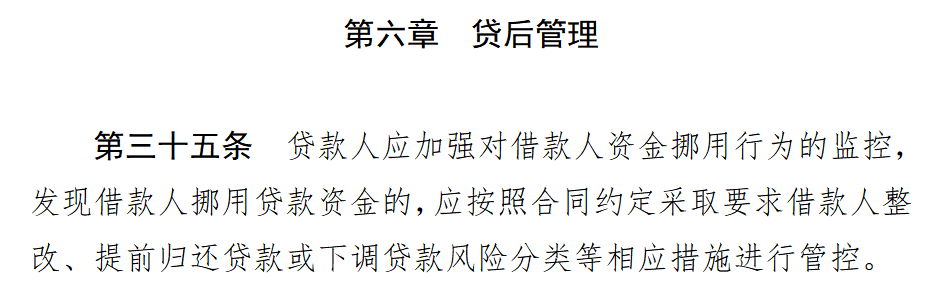 第六章　贷后管理
第三十五条　贷款人应加强对借款人资金挪用行为的监控，
发现借款人挪用贷款资金的，应按照合同约定采取要求借款人整
改、提前归还贷款或下调贷款风险分类等相应措施进行管控。